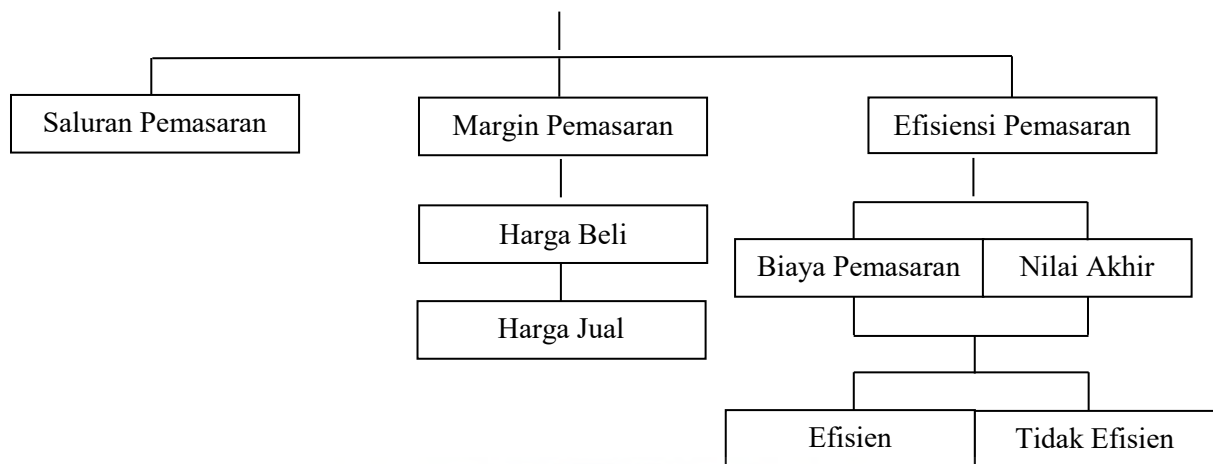 Saluran Pemasaran
Margin Pemasaran
Efisiensi Pemasaran
Harga Beli
Biaya Pemasaran
Nilai Akhir
Harga Jual
Efisien
Tidak Efisien